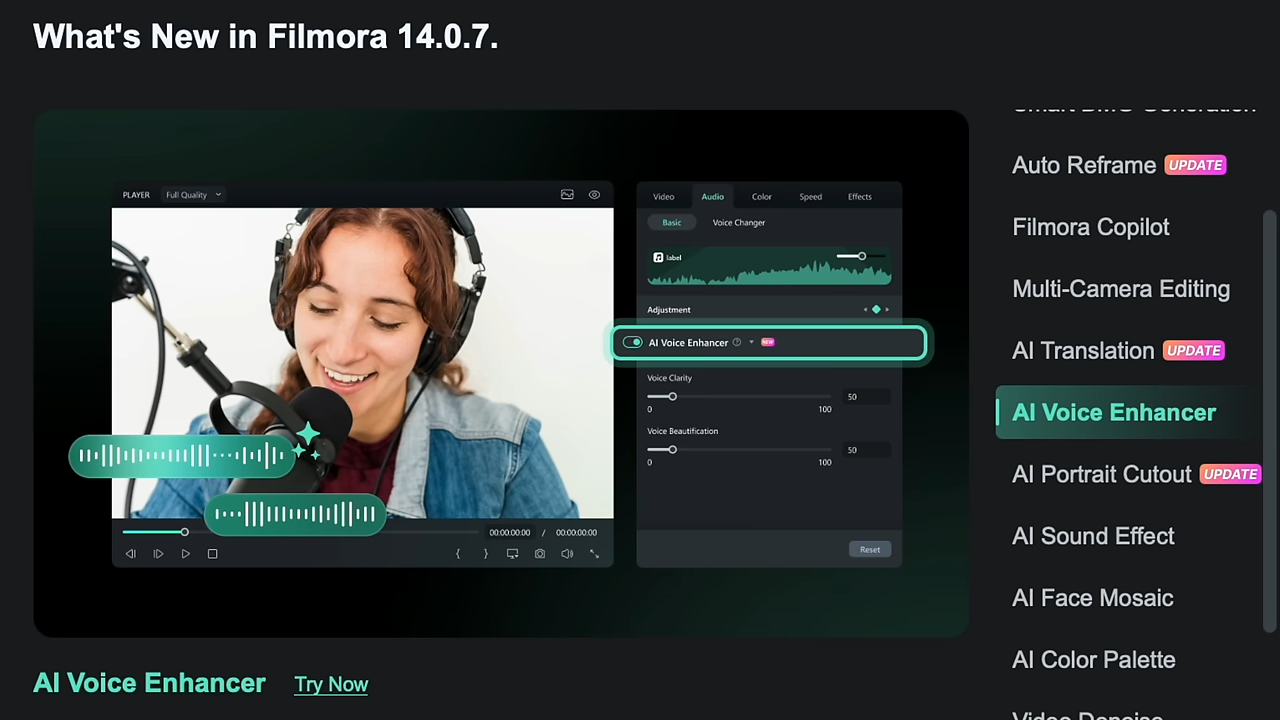 What's New in Filmora 14.0.7.
PLAYER Full Quality
Video Audio Color Speed Effects
Basic Voice Changer
label
Adjustment
AI Voice Enhancer NEW
Voice Clarity
50
0 100
Voice Beautification
50
0 100
00:00:00:00 / 00:00:00:00
Reset
AI Voice Enhancer Try Now
Auto Reframe UPDATE
Filmora Copilot
Multi-Camera Editing
AI Translation UPDATE
AI Voice Enhancer
AI Portrait Cutout UPDATE
AI Sound Effect
AI Face Mosaic
AI Color Palette